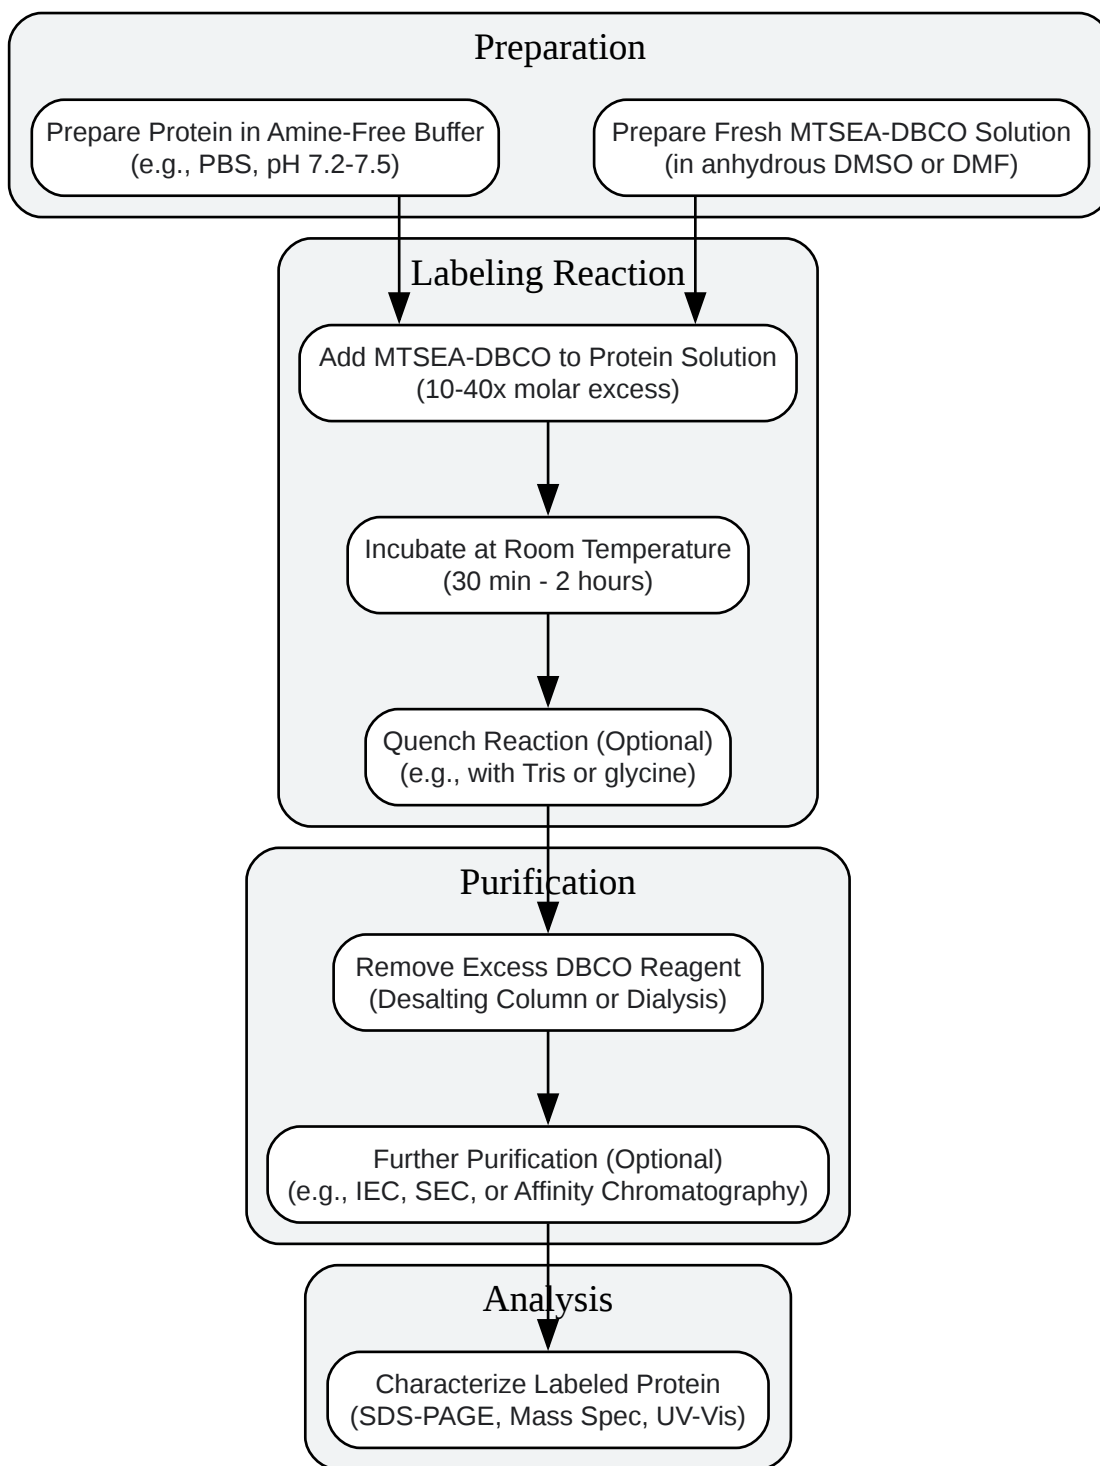 Preparation
Prepare Protein in Amine-Free Buffer
(e.g., PBS, pH 7.2-7.5)
Prepare Fresh MTSEA-DBCO Solution
(in anhydrous DMSO or DMF)
Labeling Reaction
Add MTSEA-DBCO to Protein Solution
(10-40x molar excess)
Incubate at Room Temperature
(30 min - 2 hours)
Quench Reaction (Optional)
(e.g., with Tris or glycine)
Purification
Remove Excess DBCO Reagent
(Desalting Column or Dialysis)
Further Purification (Optional)
(e.g., IEC, SEC, or Affinity Chromatography)
Analysis
Characterize Labeled Protein
(SDS-PAGE, Mass Spec, UV-Vis)